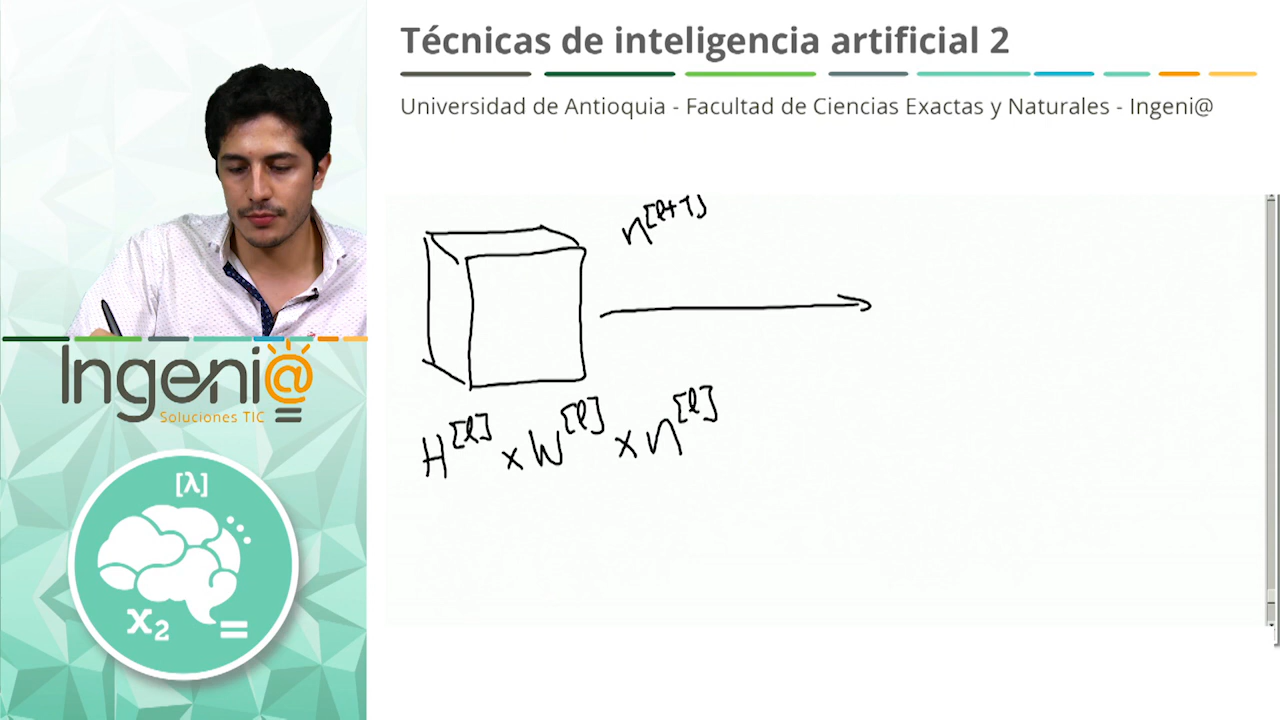 Técnicas de inteligencia artificial 2
Universidad de Antioquia - Facultad de Ciencias Exactas y Naturales - Ingeni@
n^[l+1]
H^[l] x W^[l] x n^[l]
Ingeni@
Soluciones TIC
[λ]
x₂ =